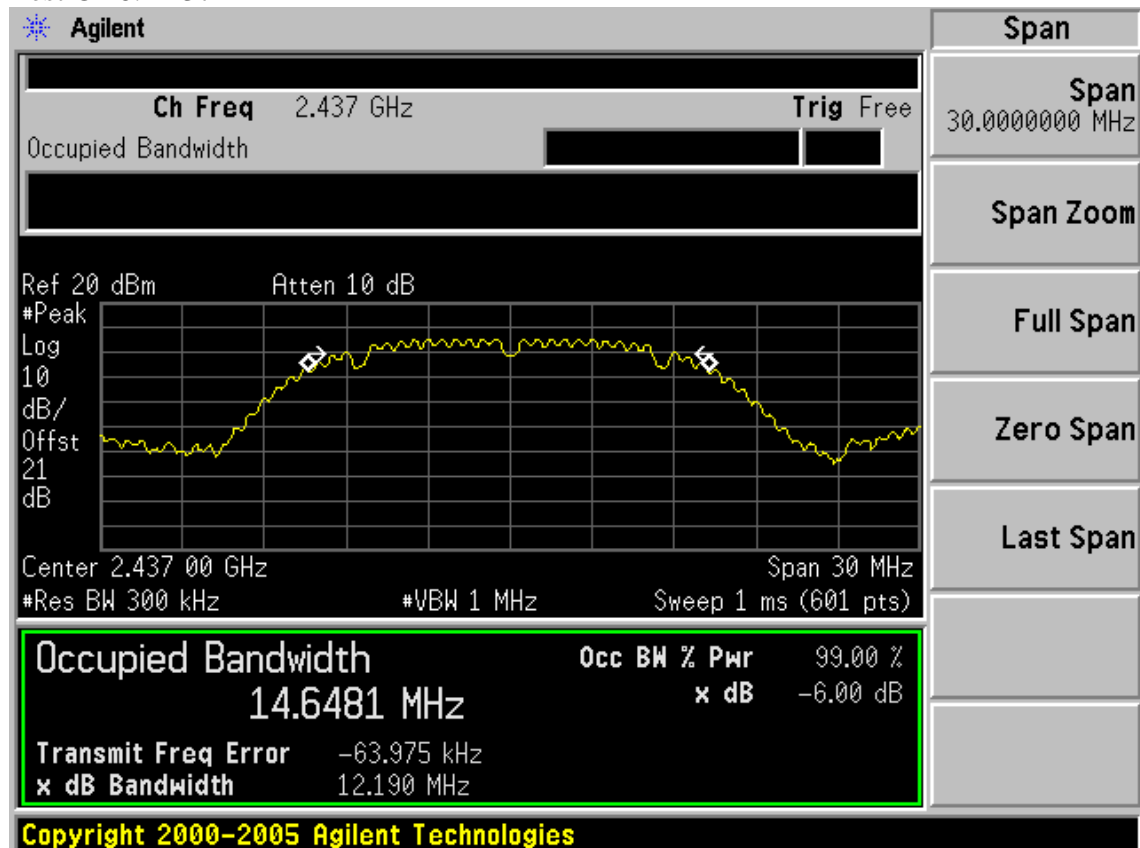 Agilent
Span
Ch Freq 2.437 GHz Trig Free
Occupied Bandwidth
Span
30.0000000 MHz
Span Zoom
Full Span
Zero Span
Last Span
Ref 20 dBm Atten 10 dB
#Peak
Log
10
dB/
Offst
21
dB
Center 2.437 00 GHz Span 30 MHz
#Res BW 300 kHz #VBW 1 MHz Sweep 1 ms (601 pts)
Occupied Bandwidth Occ BW % Pwr 99.00 %
14.6481 MHz x dB -6.00 dB
Transmit Freq Error -63.975 kHz
x dB Bandwidth 12.190 MHz
Copyright 2000-2005 Agilent Technologies